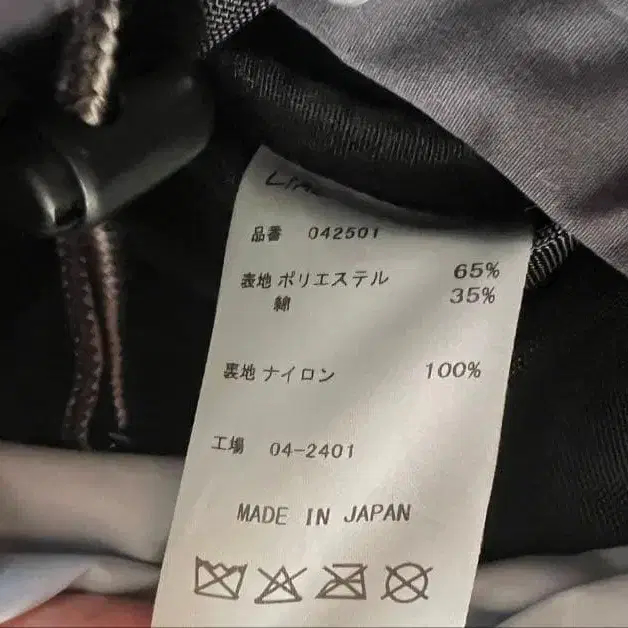 品番 042501
表地 ポリエステル 65%
綿 35%
裏地 ナイロン 100%
工場 04-2401
MADE IN JAPAN